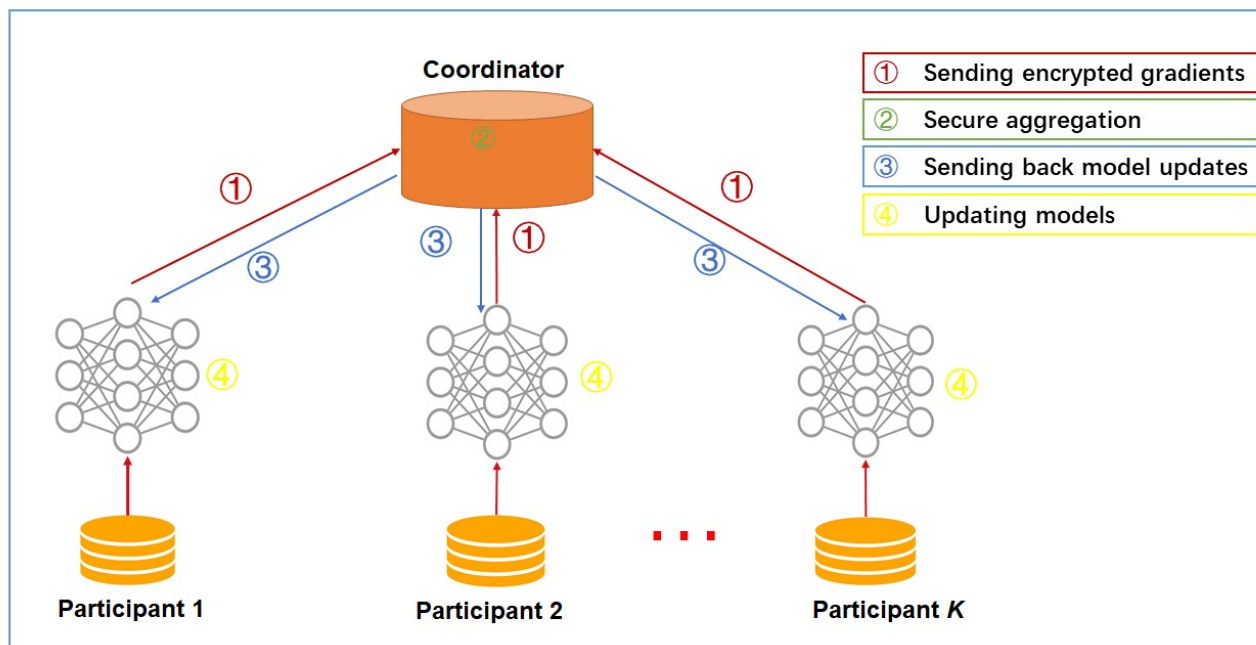 Coordinator
②
① Sending encrypted gradients
② Secure aggregation
③ Sending back model updates
④ Updating models
①
③
③
①
①
③
④
④
④
...
Participant 1
Participant 2
Participant K